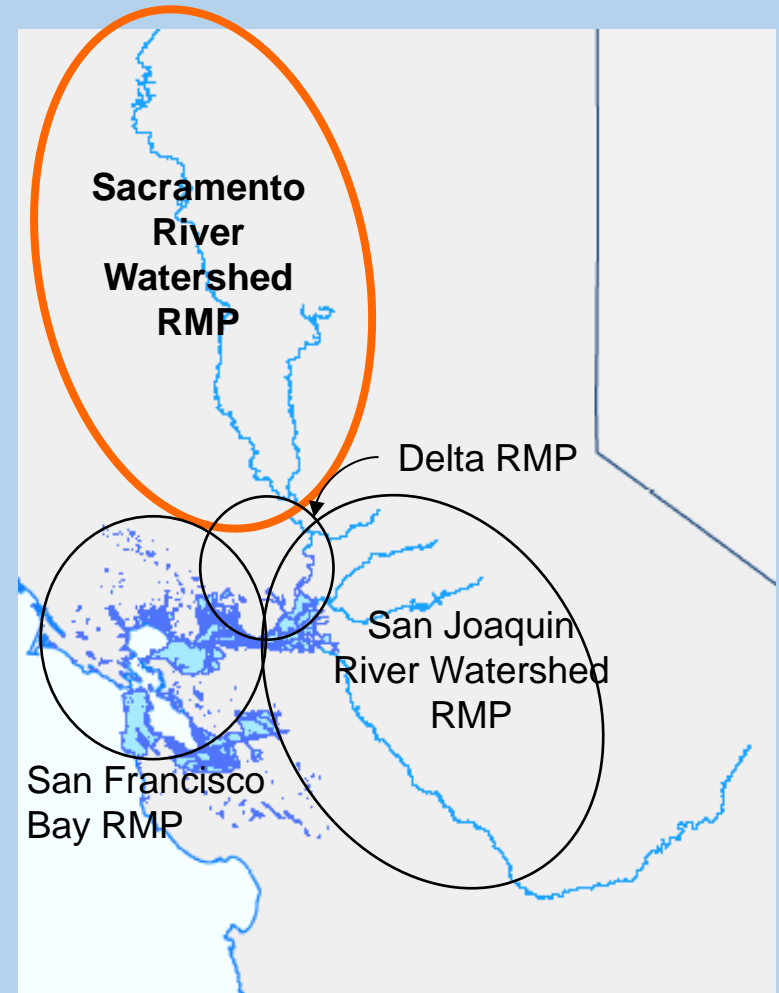 Sacramento
River
Watershed
RMP
Delta RMP
San Joaquin
River Watershed
RMP
San Francisco
Bay RMP